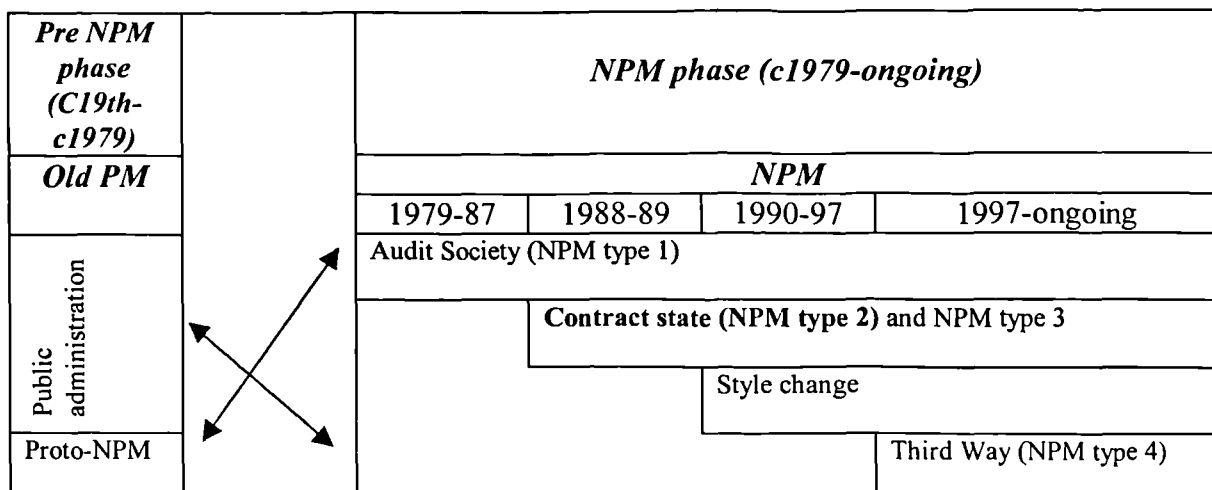 Pre NPM
phase
(C19th-
c1979)
NPM phase (c1979-ongoing)
Old PM
NPM
1979-87
1988-89
1990-97
1997-ongoing
Public
administration
Audit Society (NPM type 1)
Contract state (NPM type 2) and NPM type 3
Style change
Proto-NPM
Third Way (NPM type 4)